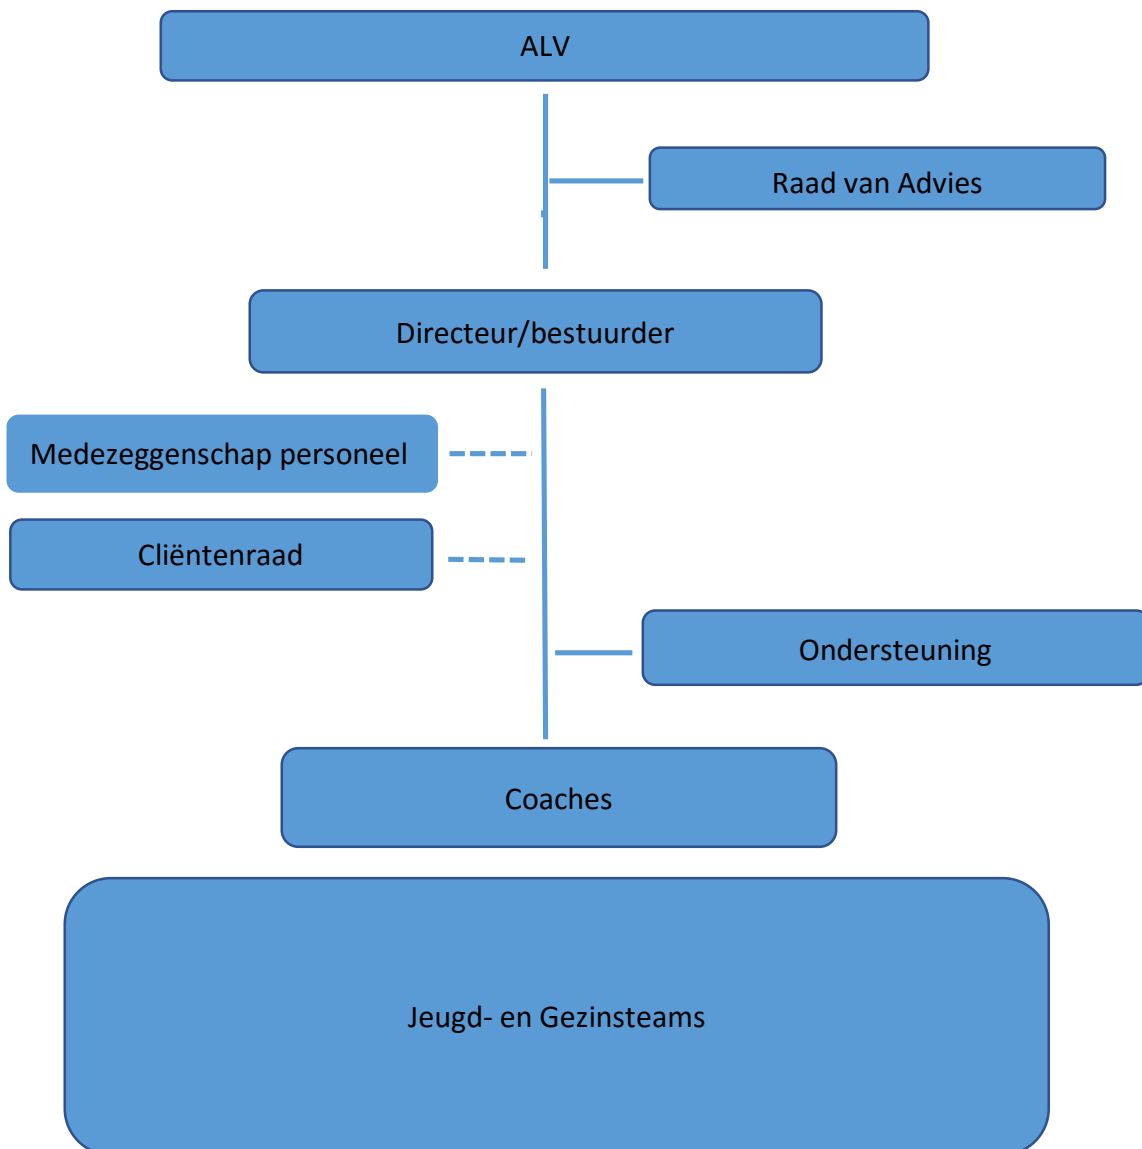 ALV
Raad van Advies
Directeur/bestuurder
Medezeggenschap personeel
Cliëntenraad
Ondersteuning
Coaches
Jeugd- en Gezinsteams